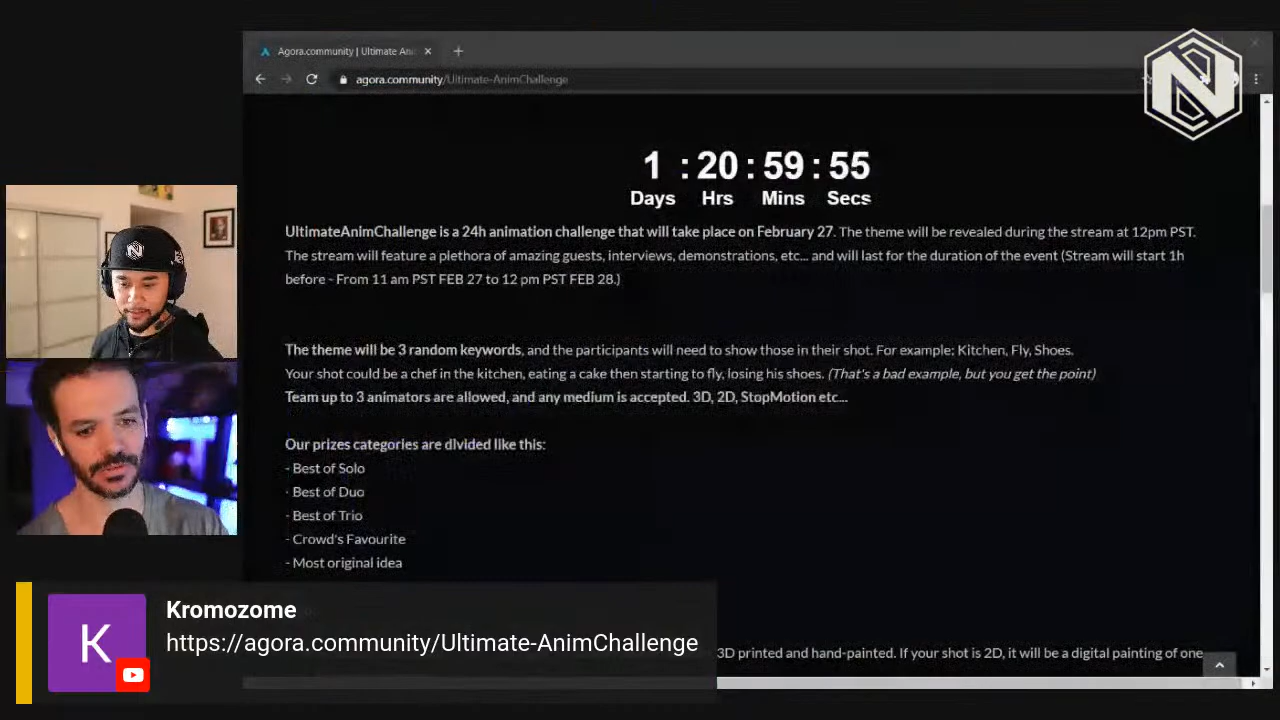 Agora.community | Ultimate Ani
agora.community/Ultimate-AnimChallenge
N
1 : 20 : 59 : 55
Days Hrs Mins Secs
UltimateAnimChallenge is a 24h animation challenge that will take place on February 27. The theme will be revealed during the stream at 12pm PST.
The stream will feature a plethora of amazing guests, interviews, demonstrations, etc... and will last for the duration of the event (Stream will start 1h
before - From 11 am PST FEB 27 to 12 pm PST FEB 28.)
The theme will be 3 random keywords, and the participants will need to show those in their shot. For example: Kitchen, Fly, Shoes.
Your shot could be a chef in the kitchen, eating a cake then starting to fly, losing his shoes. (That's a bad example, but you get the point)
Team up to 3 animators are allowed, and any medium is accepted. 3D, 2D, StopMotion etc...
Our prizes categories are divided like this:
- Best of Solo
- Best of Duo
- Best of Trio
- Crowd's Favourite
- Most original idea
K
Kromozome
https://agora.community/Ultimate-AnimChallenge
3D printed and hand-painted. If your shot is 2D, it will be a digital painting of one